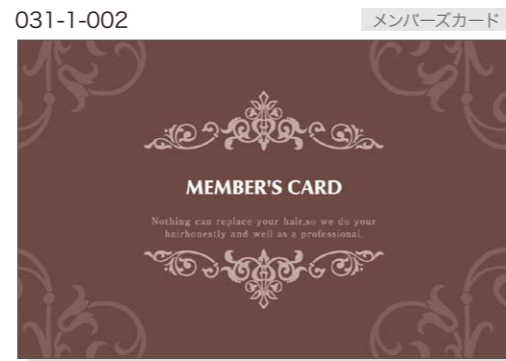 031-1-002
メンバーズカード
MEMBER'S CARD
Nothing can replace your hair,so we do your
hairhonestly and well as a professional.